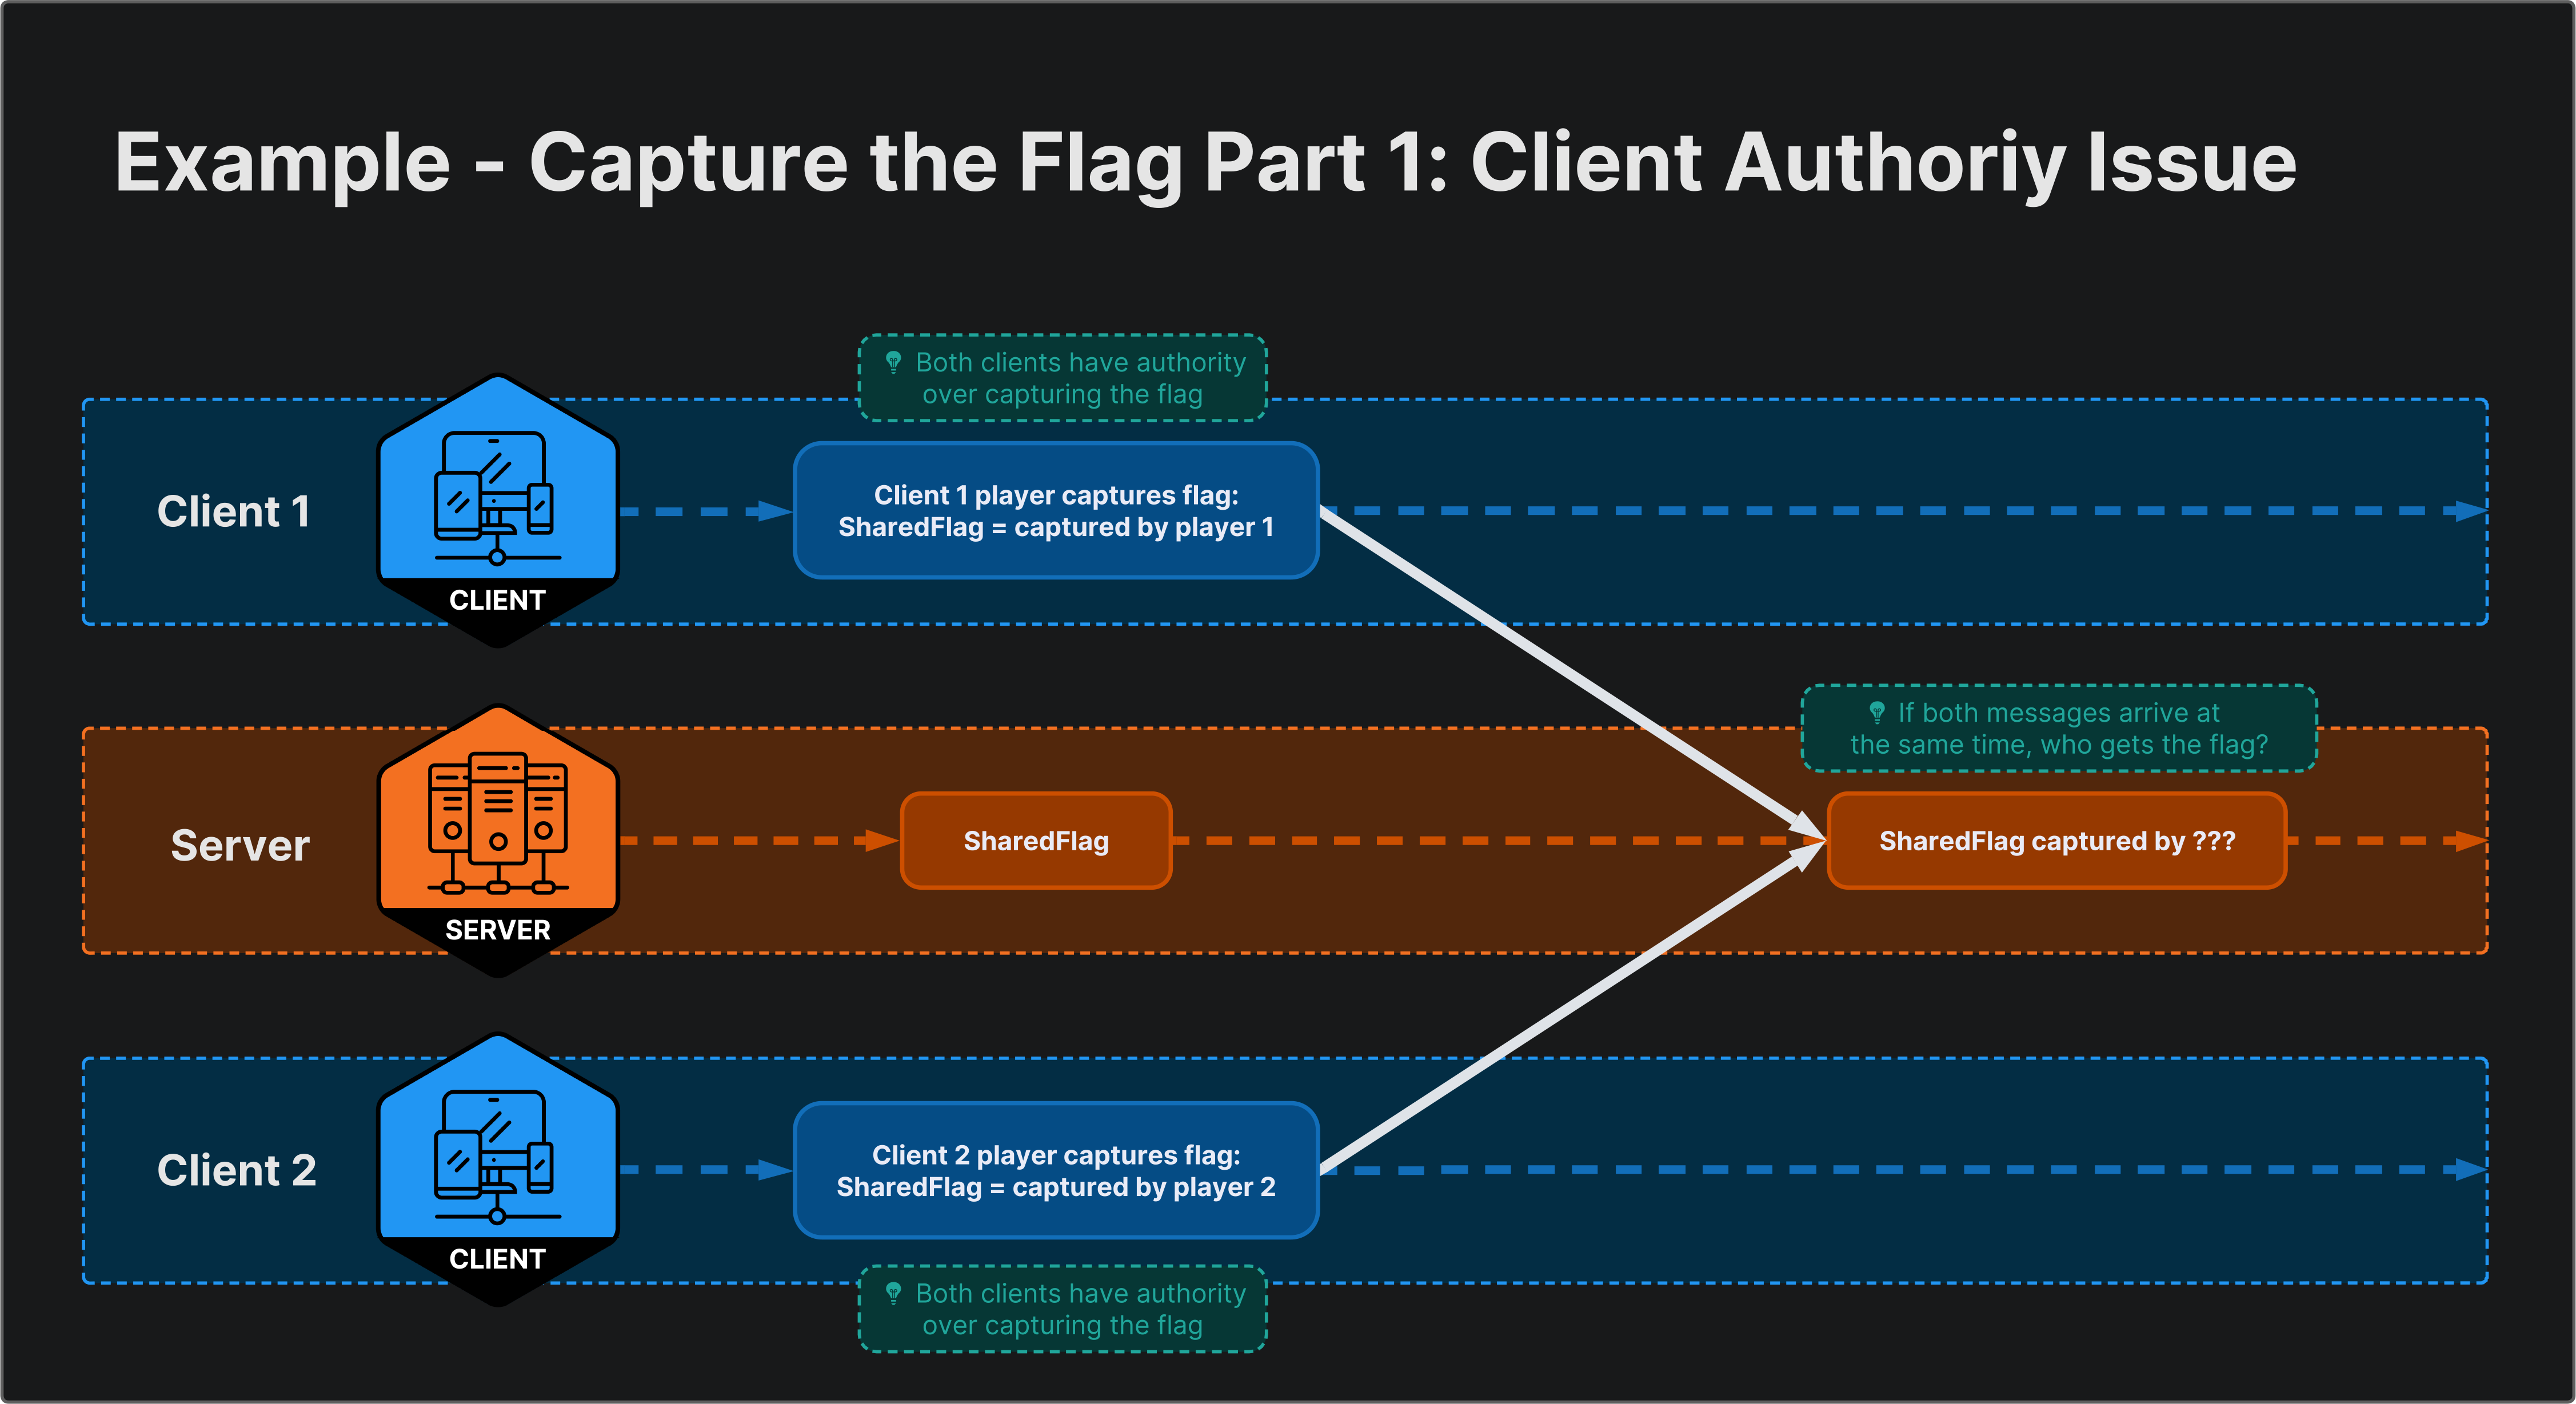 Example - Capture the Flag Part 1: Client Authoriy Issue
Both clients have authority
over capturing the flag
Client 1
CLIENT
Client 1 player captures flag:
SharedFlag = captured by player 1
If both messages arrive at
the same time, who gets the flag?
Server
SERVER
SharedFlag
SharedFlag captured by ???
Client 2
CLIENT
Client 2 player captures flag:
SharedFlag = captured by player 2
Both clients have authority
over capturing the flag